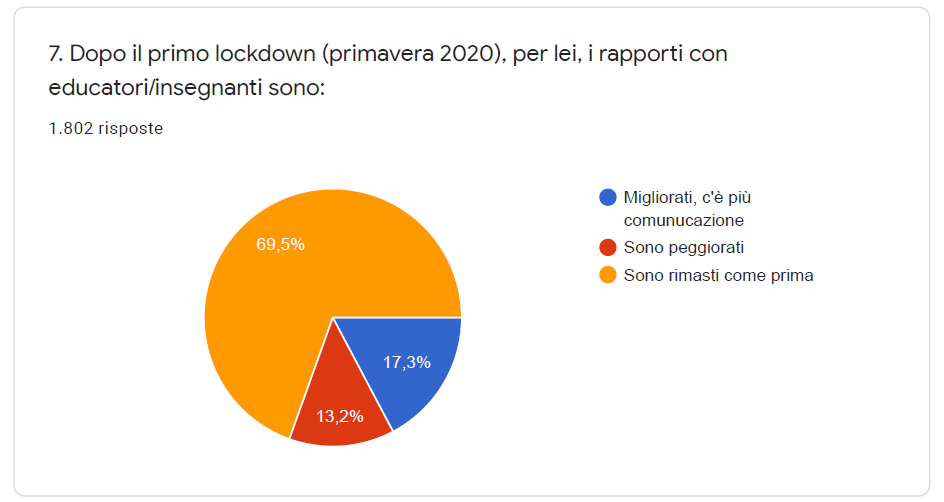 7. Dopo il primo lockdown (primavera 2020), per lei, i rapporti con
educatori/insegnanti sono:
1.802 risposte
69,5%
17,3%
13,2%
Migliorati, c'è più
comunucazione
Sono peggiorati
Sono rimasti come prima